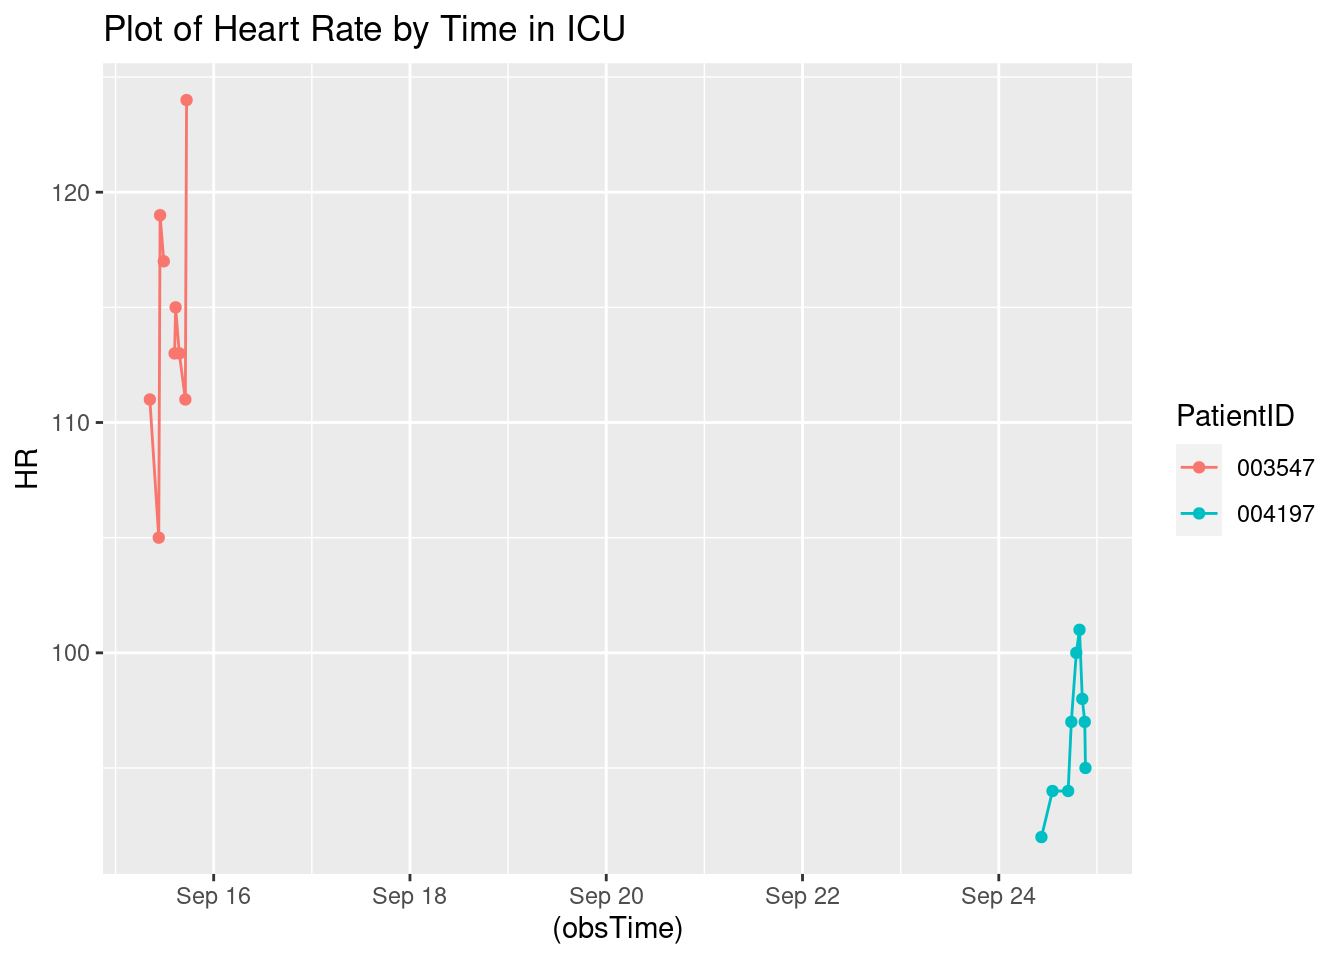 Plot of Heart Rate by Time in ICU
120
110
100
HR
Sep 16
Sep 18
Sep 20
Sep 22
Sep 24
(obsTime)
PatientID
003547
004197